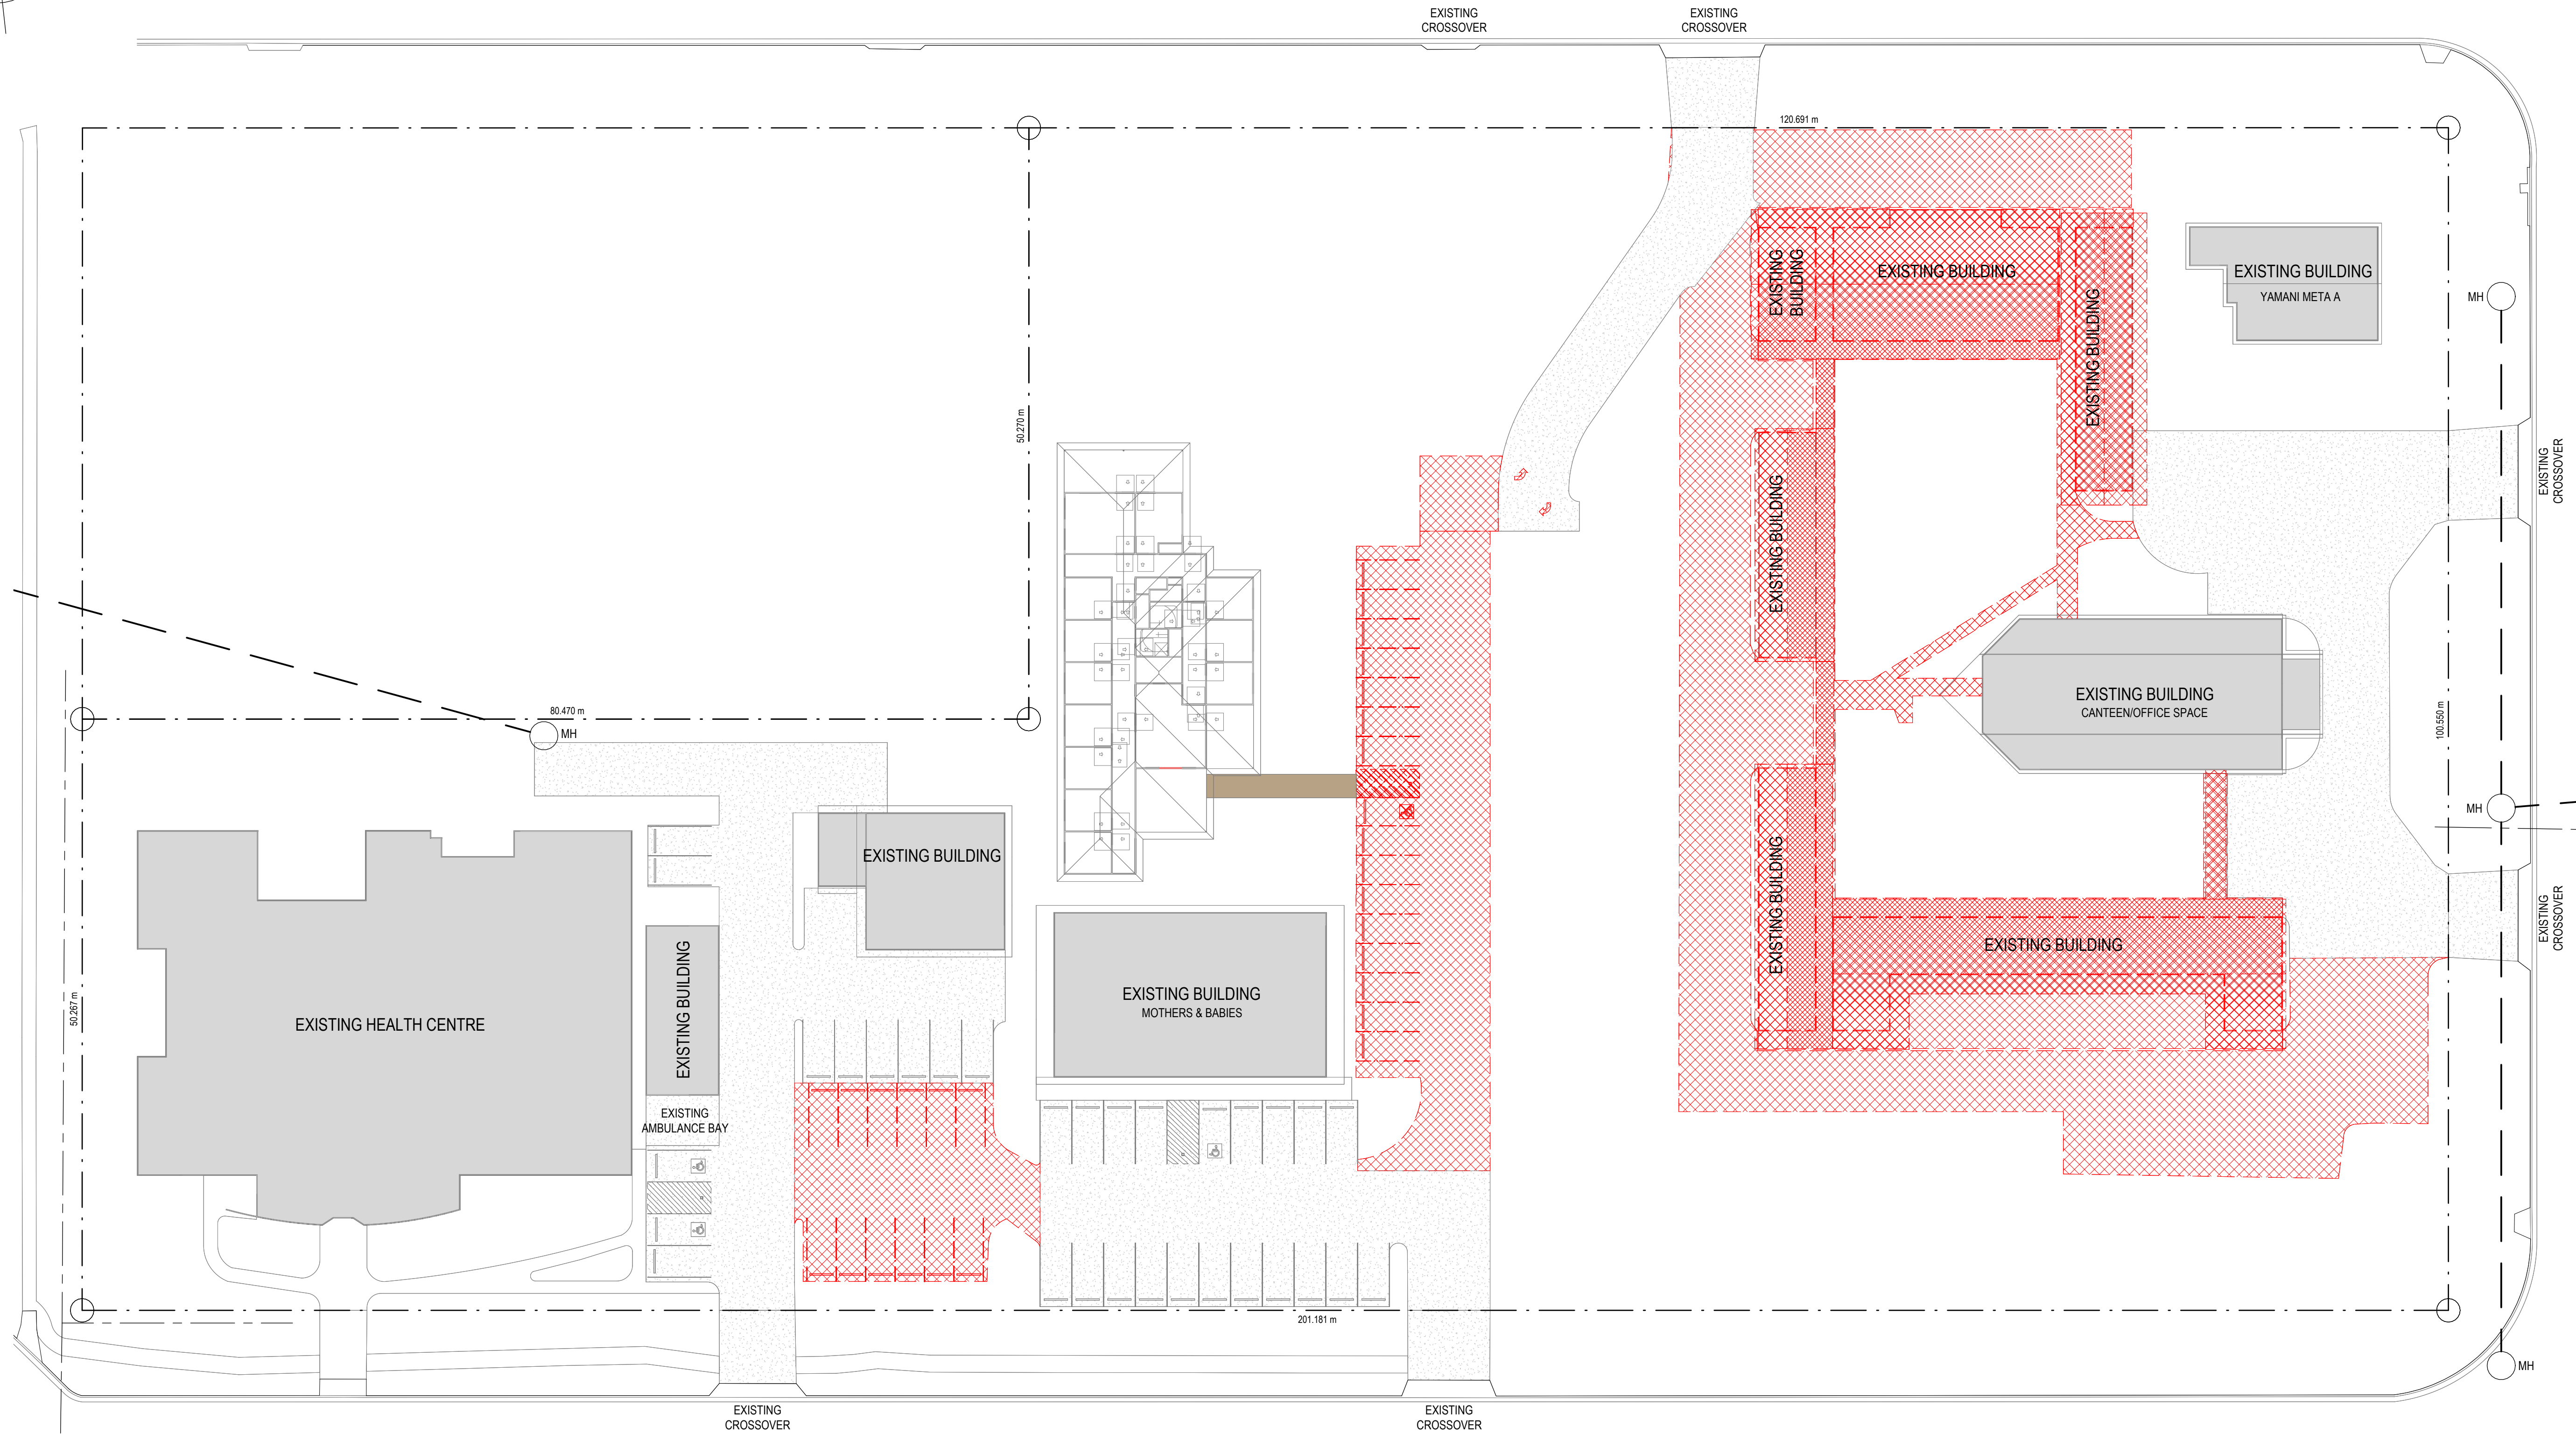 EXISTING
CROSSOVER
EXISTING
CROSSOVER
120.691 m
EXISTING
BUILDING
EXISTING BUILDING
EXISTING BUILDING
EXISTING BUILDING
YAMANI META A
MH
50.270 m
EXISTING
CROSSOVER
EXISTING BUILDING
80.470 m
MH
EXISTING BUILDING
CANTEEN/OFFICE SPACE
100.550 m
MH
EXISTING BUILDING
EXISTING BUILDING
EXISTING
CROSSOVER
EXISTING BUILDING
EXISTING BUILDING
MOTHERS & BABIES
EXISTING BUILDING
50.267 m
EXISTING HEALTH CENTRE
EXISTING
AMBULANCE BAY
201.181 m
MH
EXISTING
CROSSOVER
EXISTING
CROSSOVER